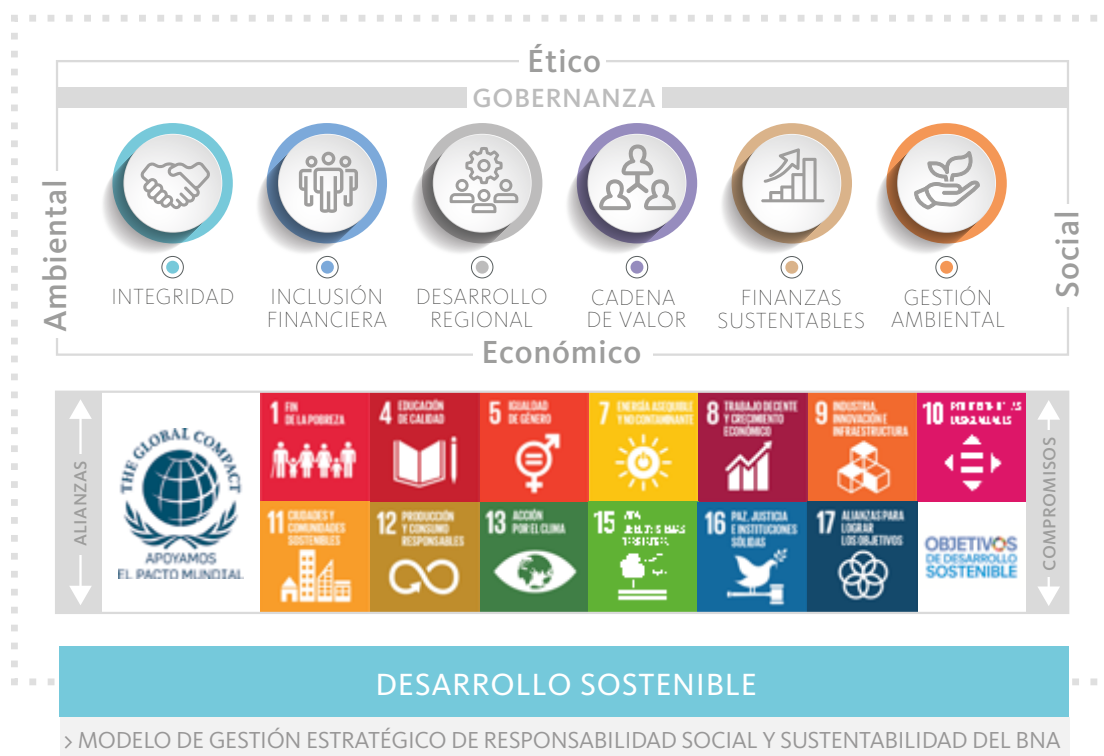 Ético
GOBERNANZA
Ambiental
Social
INTEGRIDAD
INCLUSIÓN
FINANCIERA
DESARROLLO
REGIONAL
CADENA
DE VALOR
FINANZAS
SUSTENTABLES
GESTIÓN
AMBIENTAL
Económico
ALIANZAS
THE GLOBAL COMPACT
APOYAMOS
EL PACTO MUNDIAL
1 FIN
DE LA POBREZA
4 EDUCACIÓN
DE CALIDAD
5 IGUALDAD
DE GÉNERO
7 ENERGÍA ASEQUIBLE
Y NO CONTAMINANTE
8 TRABAJO DECENTE
Y CRECIMIENTO
ECONÓMICO
9 INDUSTRIA,
INNOVACIÓN E
INFRAESTRUCTURA
10
COMPROMISOS
11 CIUDADES Y
COMUNIDADES
SOSTENIBLES
12 PRODUCCIÓN
Y CONSUMO
RESPONSABLES
13 ACCIÓN
POR EL CLIMA
15
16 PAZ, JUSTICIA
E INSTITUCIONES
SÓLIDAS
17 ALIANZAS PARA
LOGRAR
LOS OBJETIVOS
OBJETIVOS
DE DESARROLLO
SOSTENIBLE
DESARROLLO SOSTENIBLE
> MODELO DE GESTIÓN ESTRATÉGICO DE RESPONSABILIDAD SOCIAL Y SUSTENTABILIDAD DEL BNA